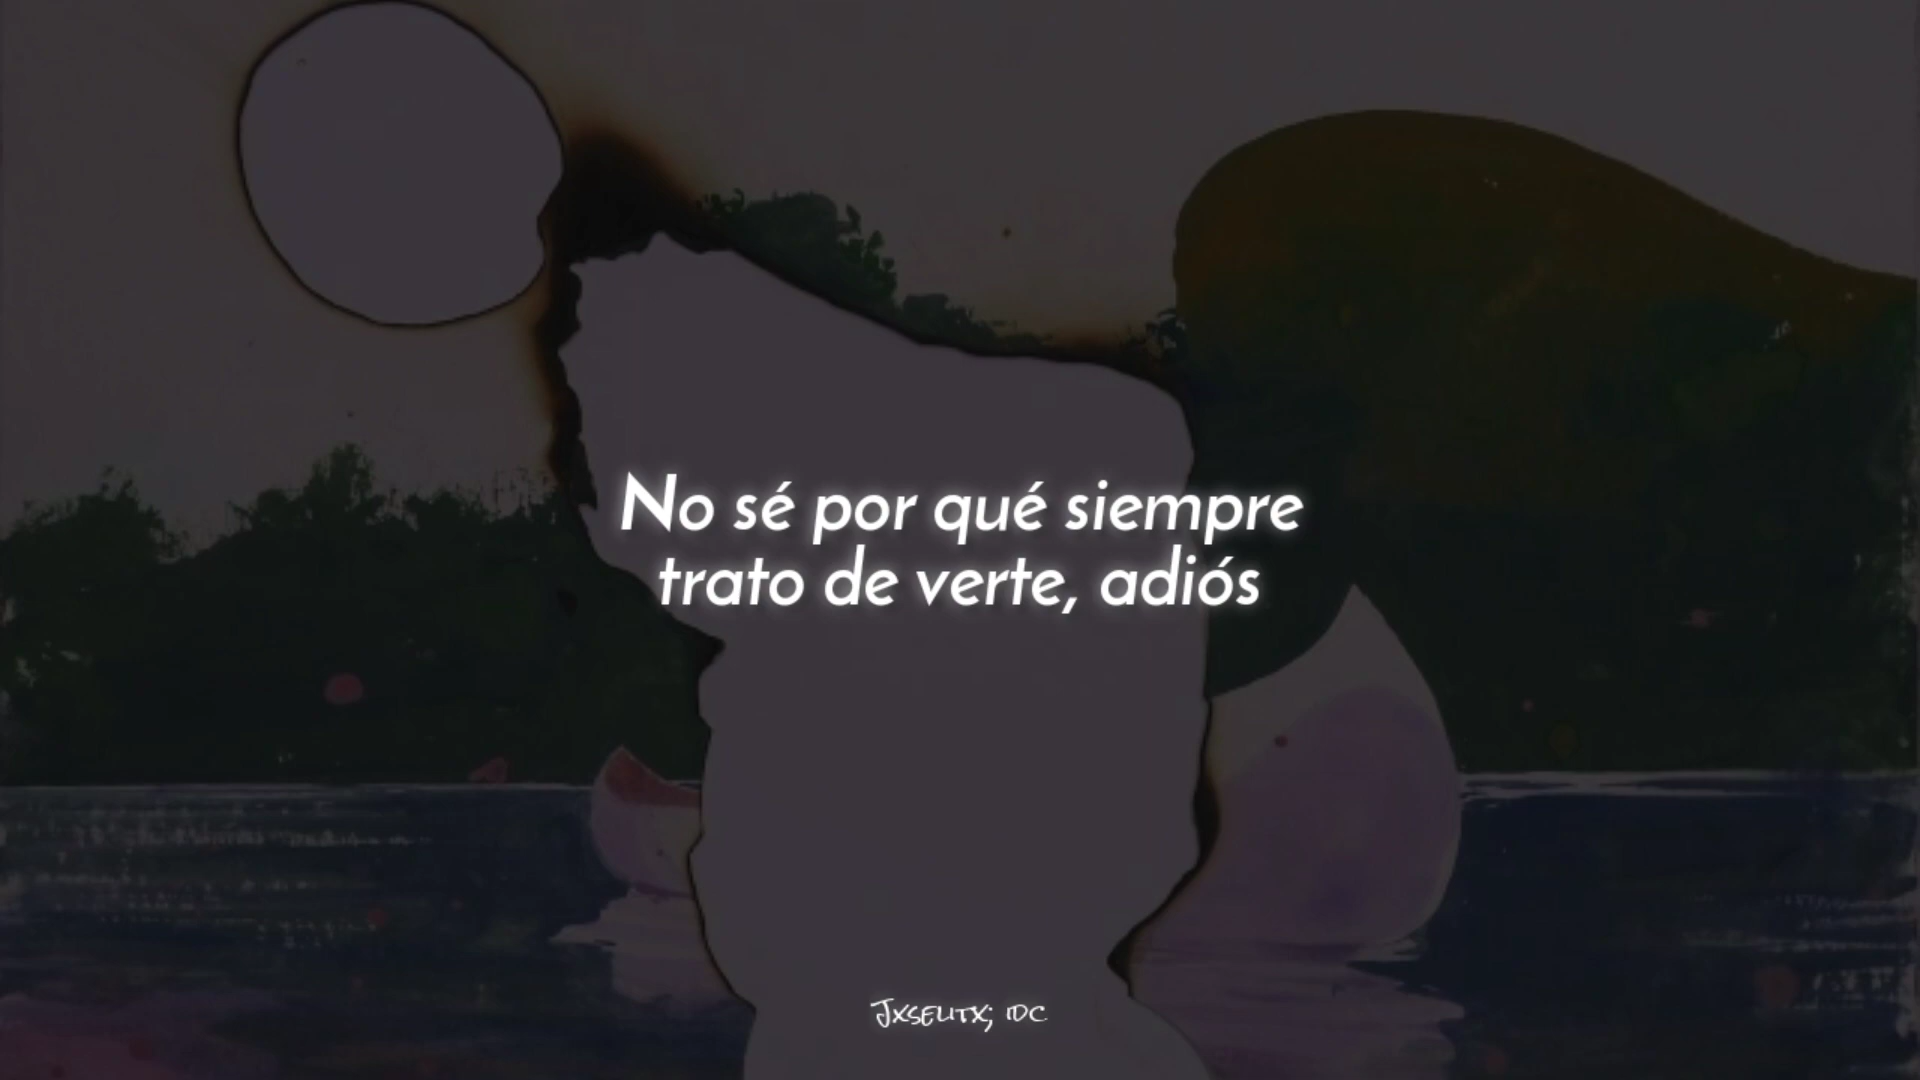 No sé por qué siempre
trato de verte, adiós
Jxselitx; IDC